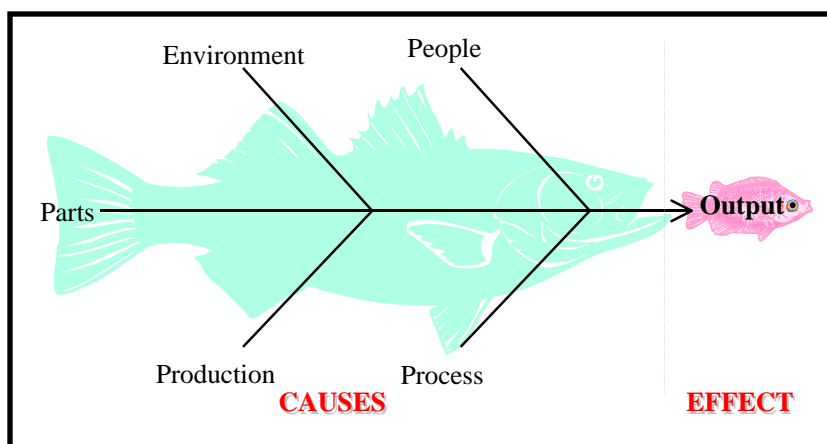 Environment
People
Parts
Output
Production
Process
CAUSES
EFFECT